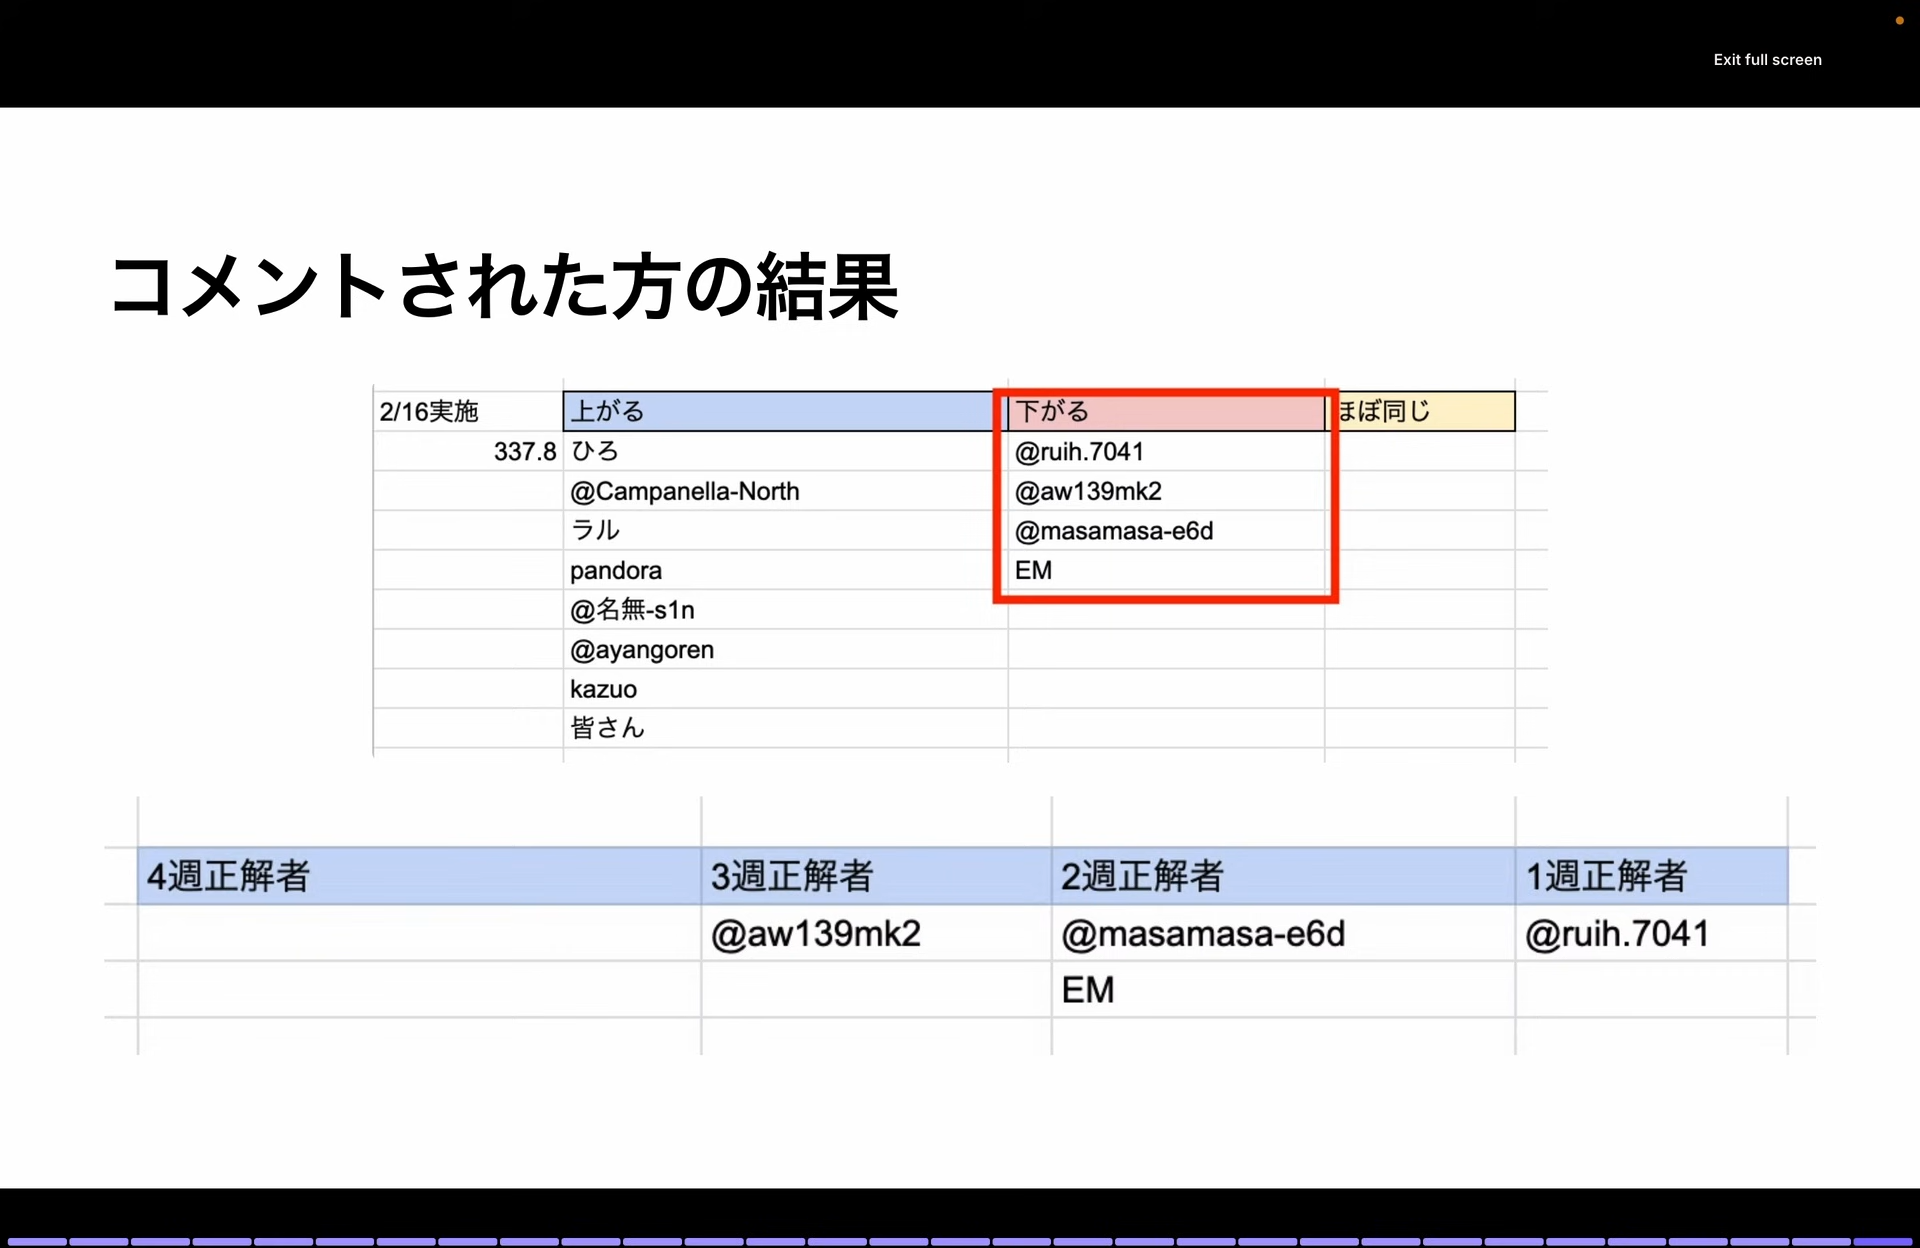 Exit full screen
コメントされた方の結果
2/16実施 上がる 下がる ほぼ同じ
337.8 ひろ @ruih.7041
@Campanella-North @aw139mk2
ラル @masamasa-e6d
pandora EM
@名無-s1n
@ayangoren
kazuo
皆さん
4週正解者 3週正解者 2週正解者 1週正解者
@aw139mk2 @masamasa-e6d @ruih.7041
EM